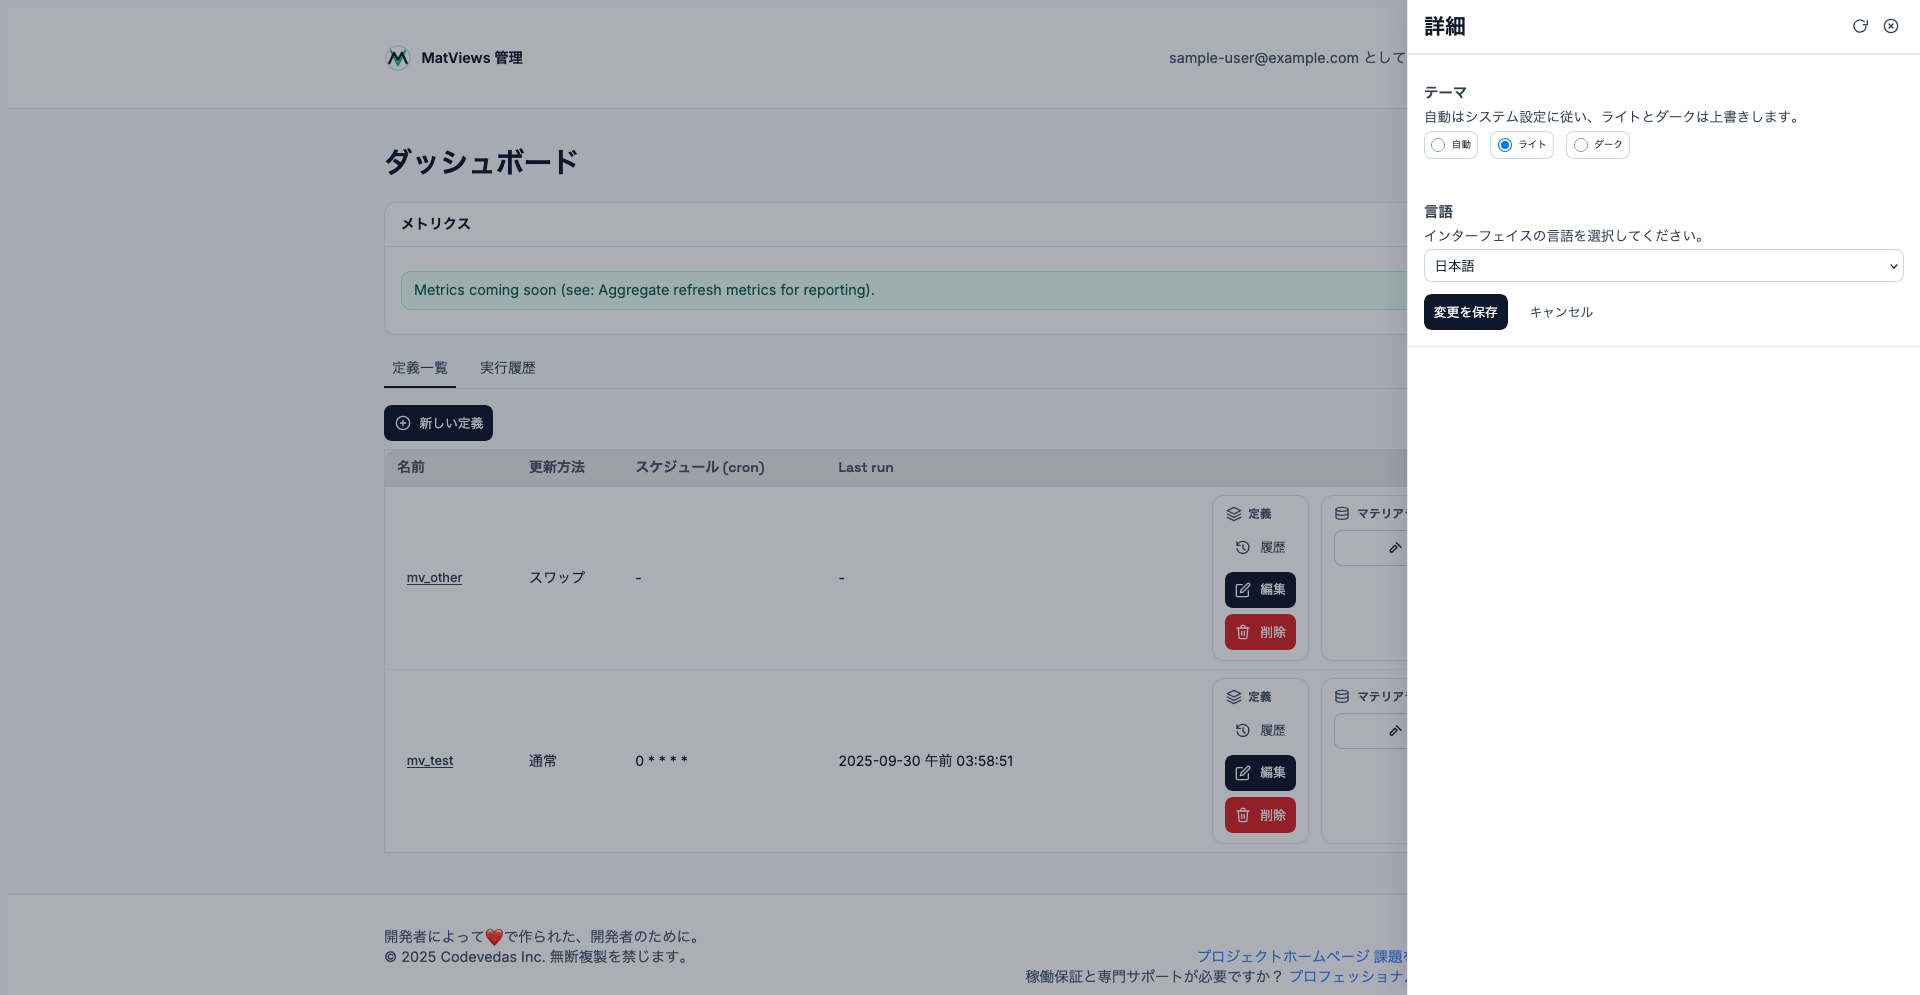 MatViews 管理
sample-user@example.com として
ダッシュボード
メトリクス
Metrics coming soon (see: Aggregate refresh metrics for reporting).
定義一覧 実行履歴
新しい定義
名前 更新方法 スケジュール (cron) Last run
定義 マテリア
履歴
mv_other スワップ - -
編集
削除
定義 マテリア
履歴
mv_test 通常 0 * * * * 2025-09-30 午前 03:58:51
編集
削除
開発者によって❤️で作られた、開発者のために。
© 2025 Codevedas Inc. 無断複製を禁じます。
プロジェクトホームページ 課題
稼働保証と専門サポートが必要ですか？ プロフェッショナ
詳細
テーマ
自動はシステム設定に従い、ライトとダークは上書きします。
自動 ライト ダーク
言語
インターフェイスの言語を選択してください。
日本語
変更を保存 キャンセル